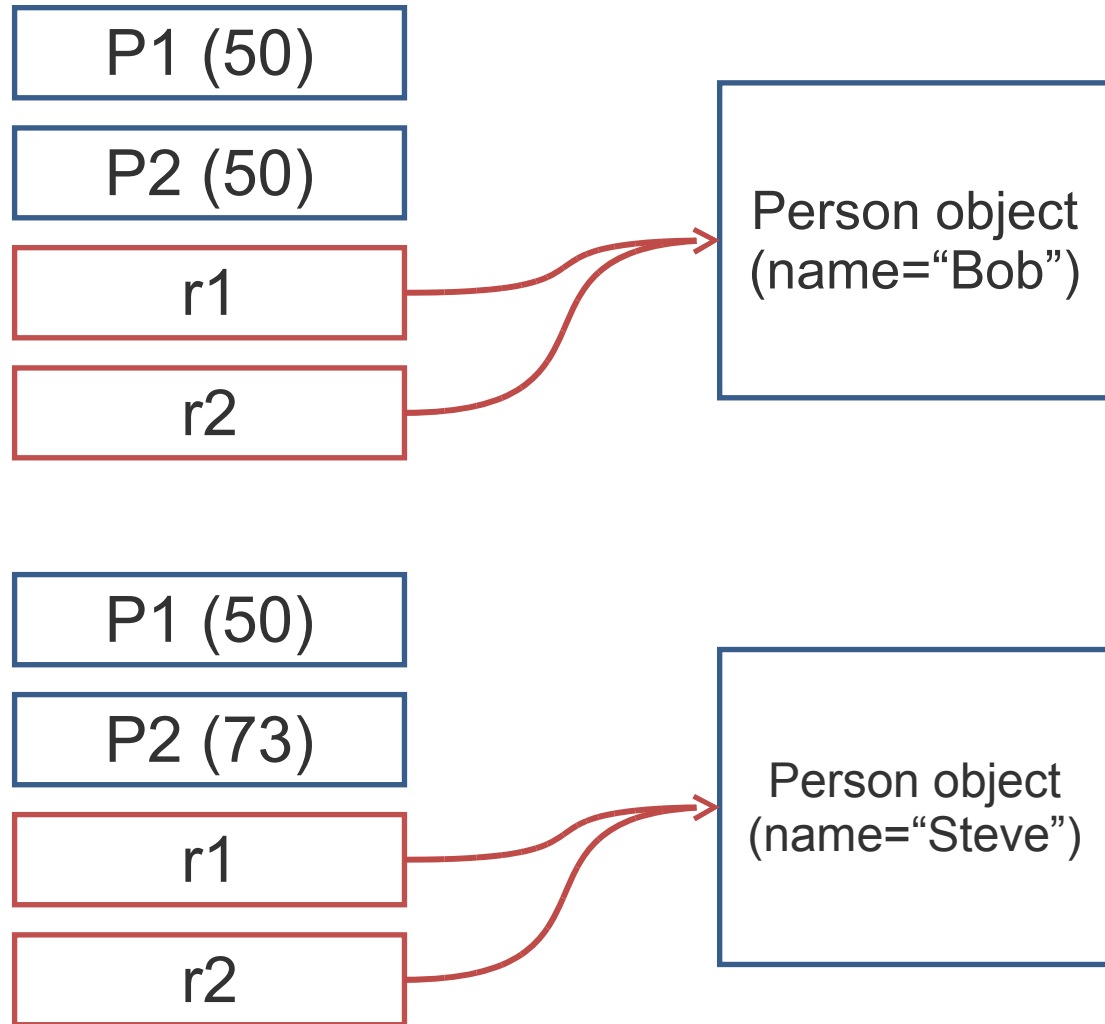 P1 (50)
P2 (50)
r1
r2
Person object
(name=“Bob”)
P1 (50)
P2 (73)
r1
r2
Person object
(name=“Steve”)